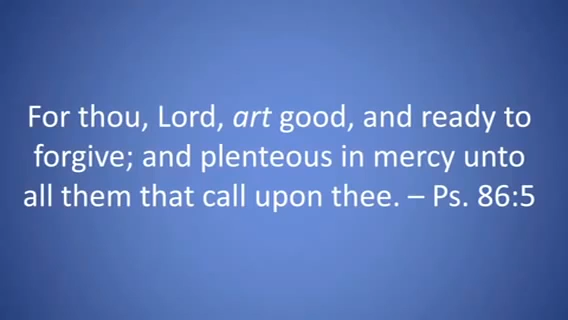 For thou, Lord, art good, and ready to
forgive; and plenteous in mercy unto
all them that call upon thee. – Ps. 86:5